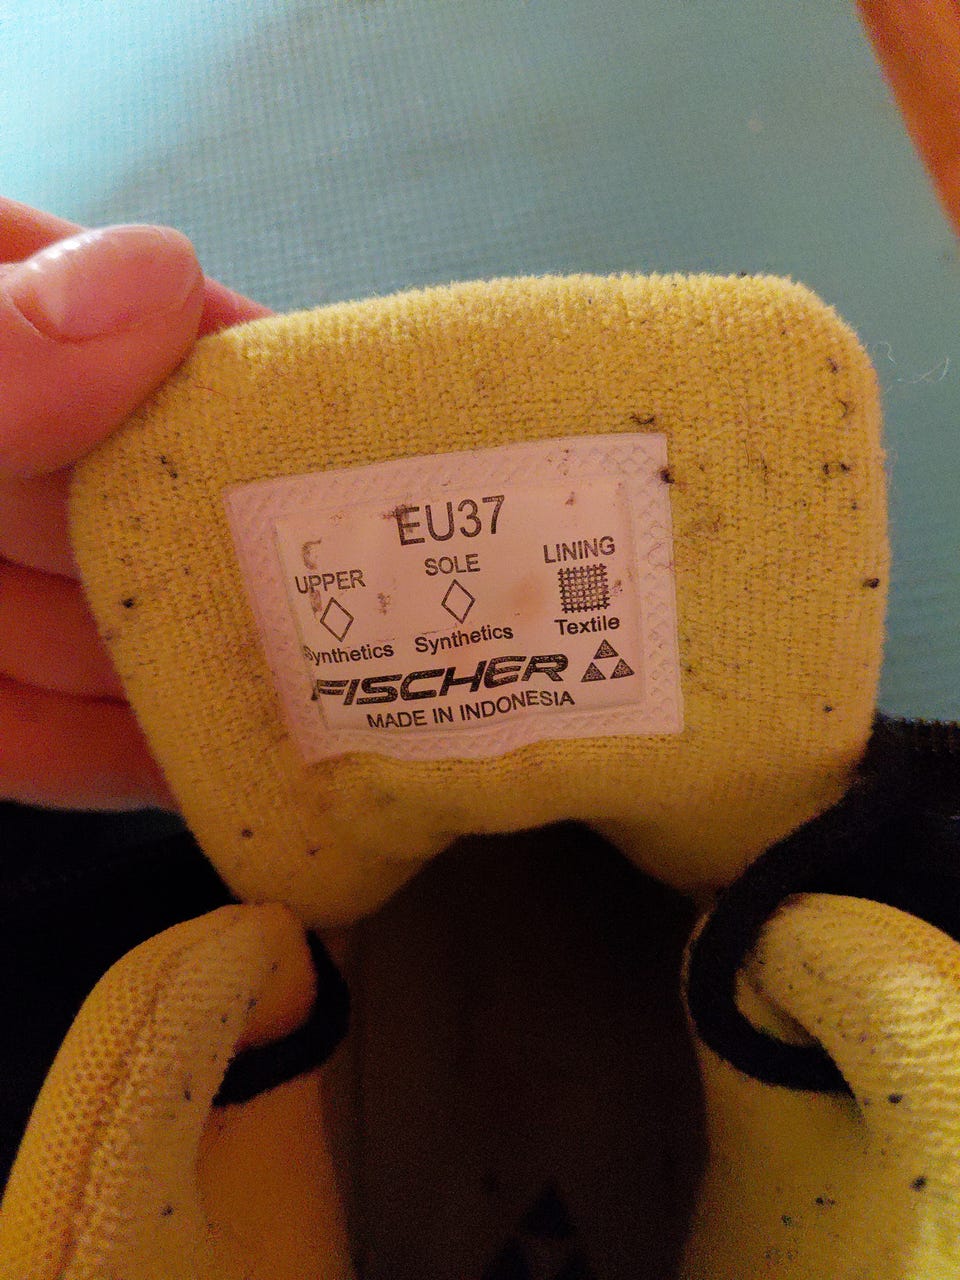 EU37
UPPER SOLE LINING
Synthetics Synthetics Textile
FISCHER
MADE IN INDONESIA